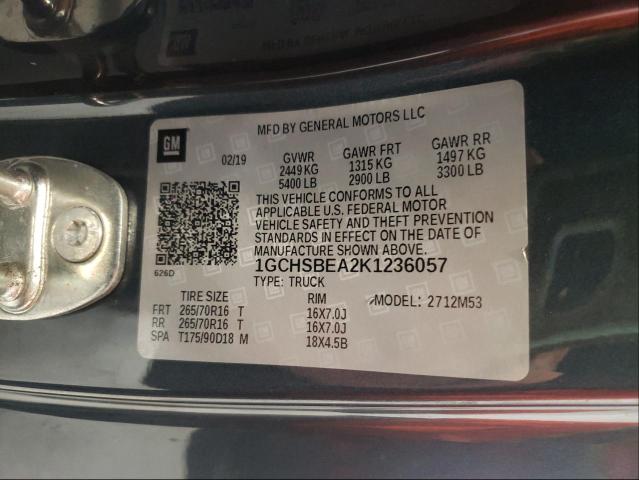 MFD BY GENERAL MOTORS LLC
GM
02/19 GVWR GAWR FRT GAWR RR
2449 KG 1315 KG 1497 KG
5400 LB 2900 LB 3300 LB
THIS VEHICLE CONFORMS TO ALL
APPLICABLE U.S. FEDERAL MOTOR
VEHICLE SAFETY AND THEFT PREVENTION
STANDARDS IN EFFECT ON THE DATE OF
MANUFACTURE SHOWN ABOVE.
626D
1GCHSBEA2K1236057
TYPE: TRUCK
TIRE SIZE RIM MODEL: 2712M53
FRT 265/70R16 T 16X7.0J
RR 265/70R16 T 16X7.0J
SPA T175/90D18 M 18X4.5B